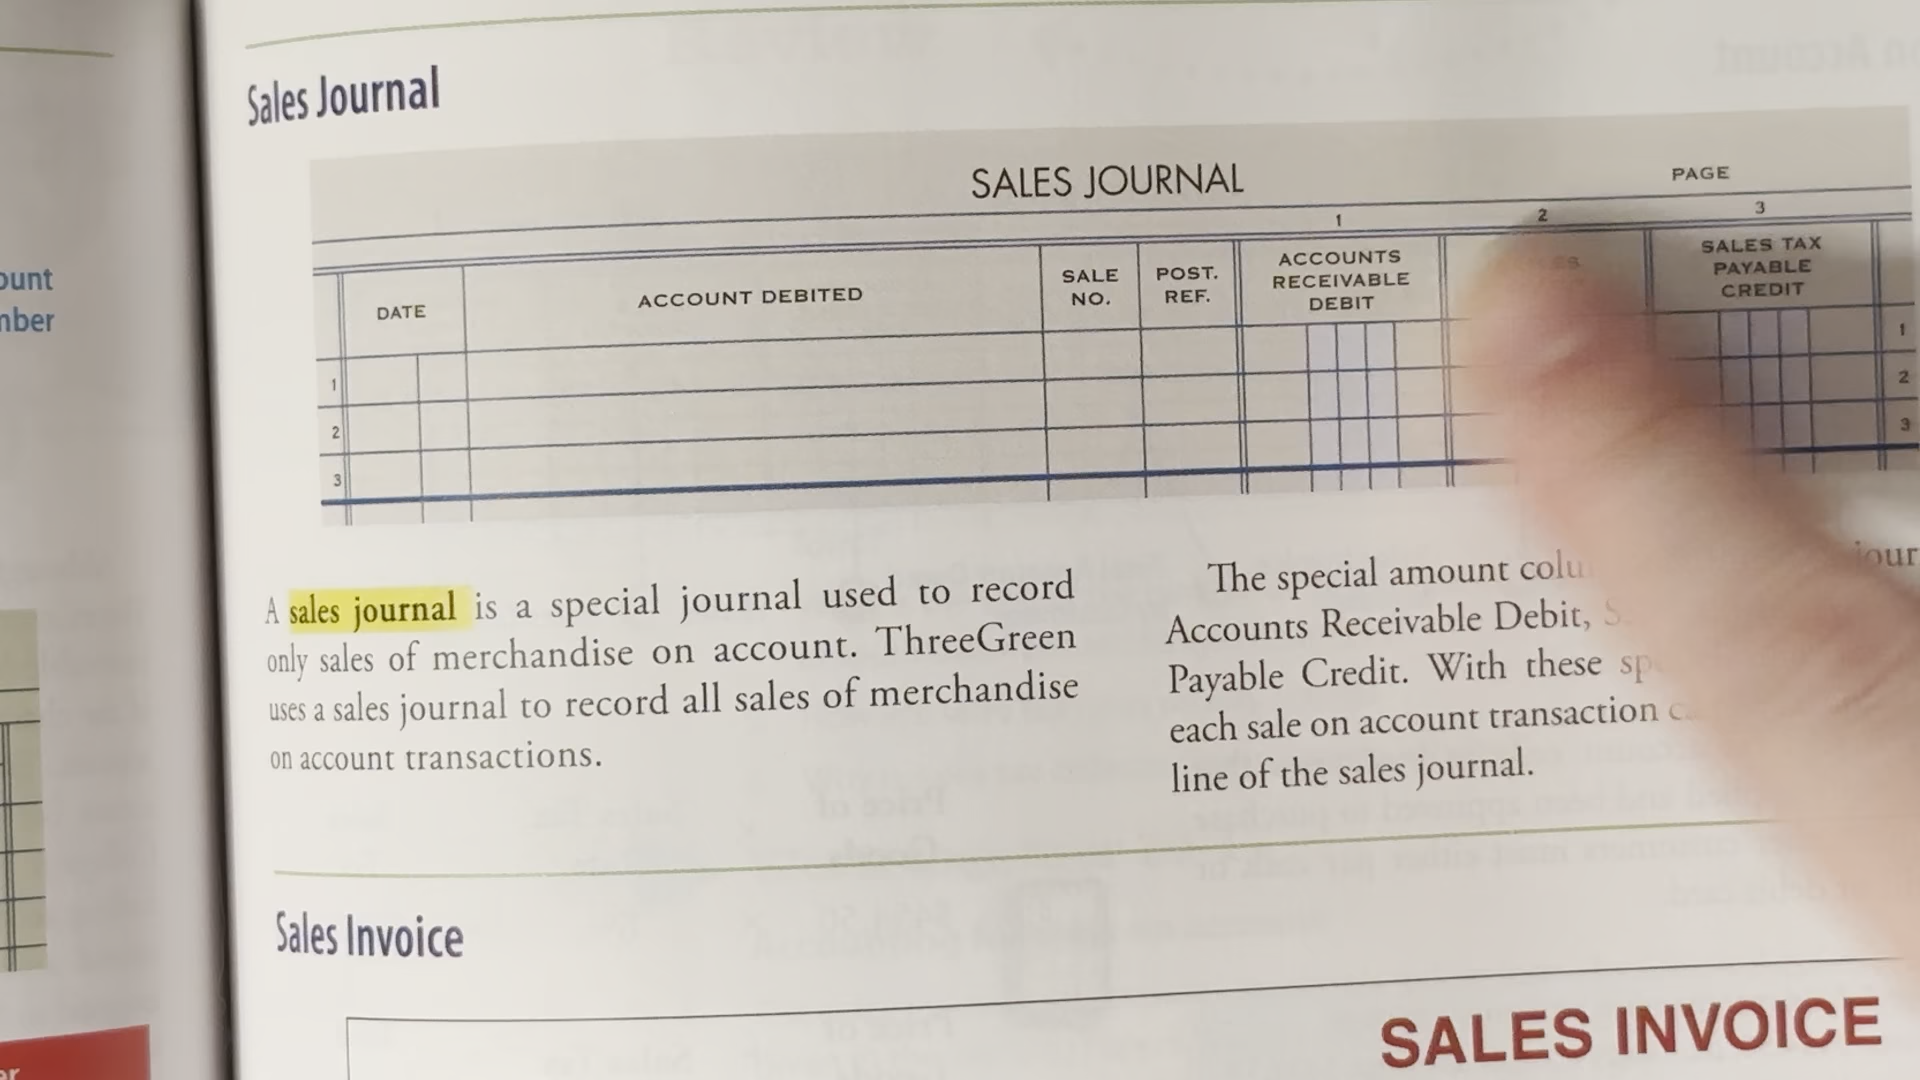 ount
mber
er
Sales Journal
SALES JOURNAL
PAGE
1 2 3
DATE
ACCOUNT DEBITED
SALE
NO.
POST.
REF.
ACCOUNTS
RECEIVABLE
DEBIT
SALES TAX
PAYABLE
CREDIT
1 1
2 2
3 3
A sales journal is a special journal used to record
only sales of merchandise on account. ThreeGreen
uses a sales journal to record all sales of merchandise
on account transactions.
The special amount colu jour
Accounts Receivable Debit, S
Payable Credit. With these sp
each sale on account transaction c
line of the sales journal.
Sales Invoice
SALES INVOICE